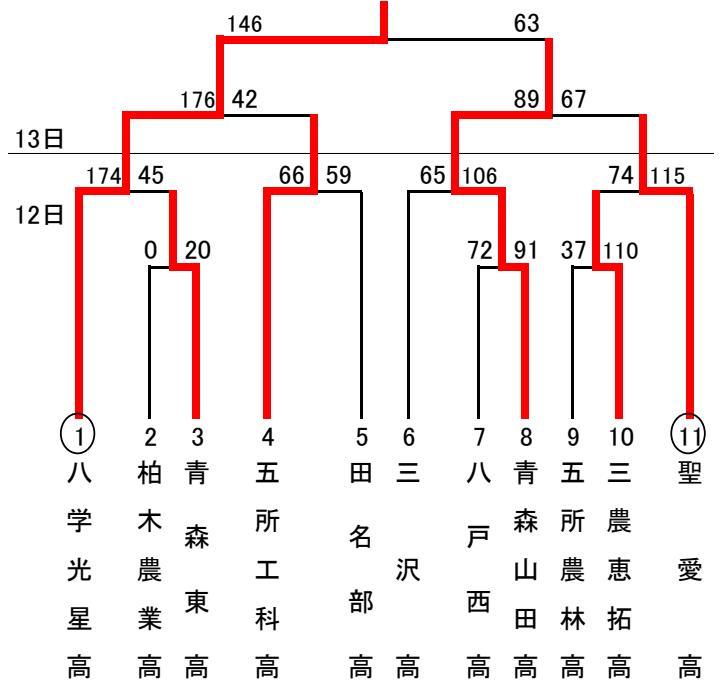 146 63
176 42 89 67
13日
174 45 66 59 65 106 74 115
12日
0 20 72 91 37 110
1 2 3 4 5 6 7 8 9 10 11
八学光星高
柏木農業高
青森東高
五所工科高
田名部高
三沢高
八戸西高
青森山田高
五所農林高
三農恵拓高
聖愛高